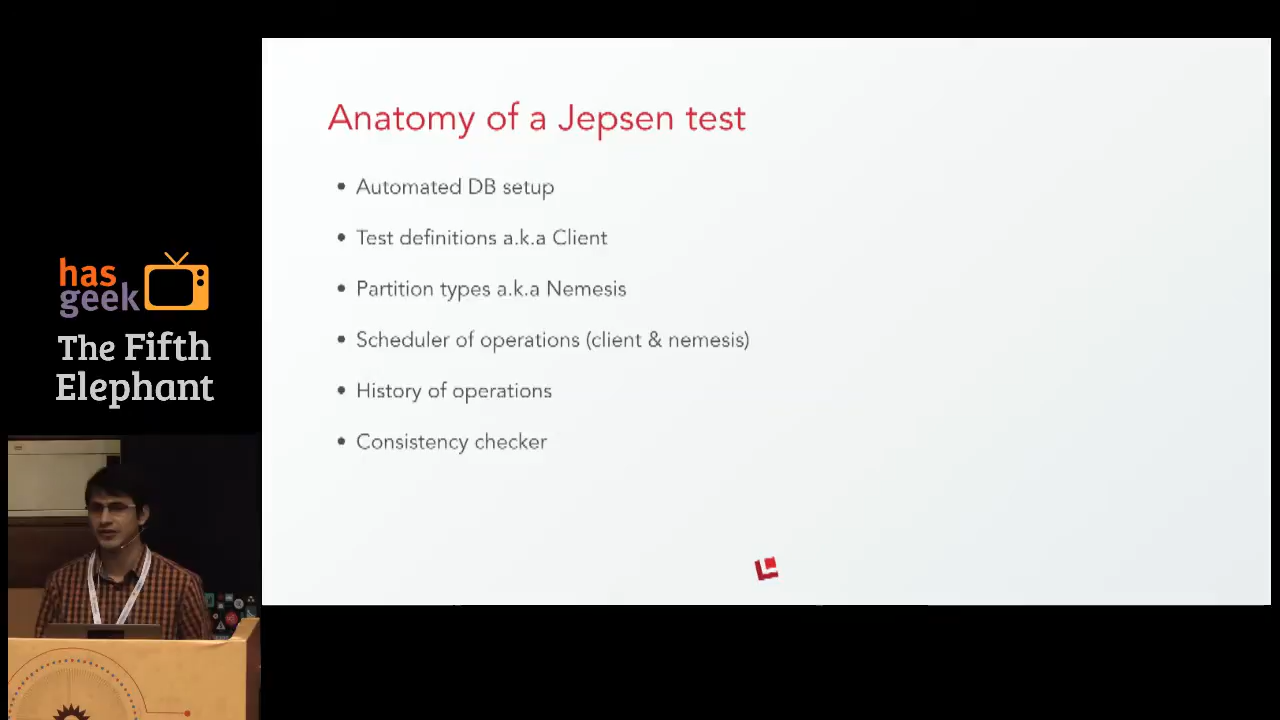 Anatomy of a Jepsen test
• Automated DB setup
• Test definitions a.k.a Client
• Partition types a.k.a Nemesis
• Scheduler of operations (client & nemesis)
• History of operations
• Consistency checker
has
geek
The Fifth
Elephant